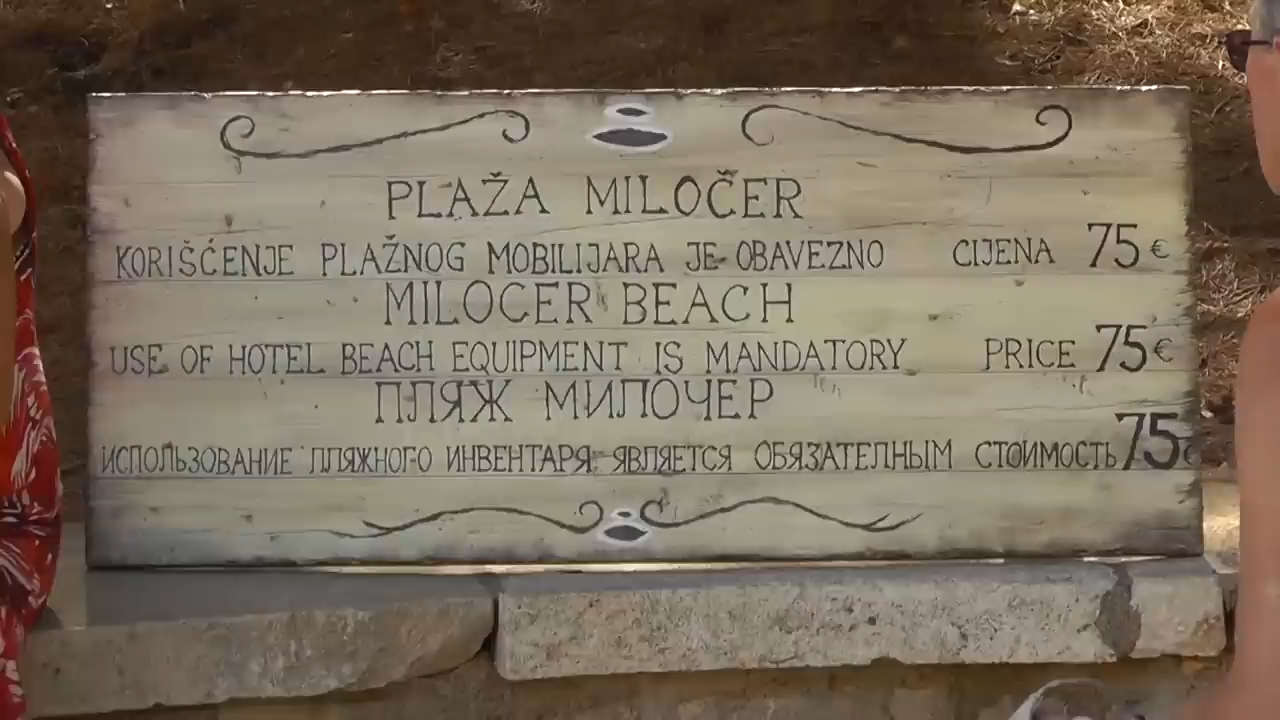 PLAŽA MILOČER
KORIŠĆENJE PLAŽNOG MOBILIJARA JE OBAVEZNO CIJENA 75 €
MILOCER BEACH
USE OF HOTEL BEACH EQUIPMENT IS MANDATORY PRICE 75 €
ПЛЯЖ МИЛОЧЕР
ИСПОЛЬЗОВАНИЕ ПЛЯЖНОГО ИНВЕНТАРЯ ЯВЛЯЕТСЯ ОБЯЗАТЕЛНЫМ СТОИМОСТЬ 75 €